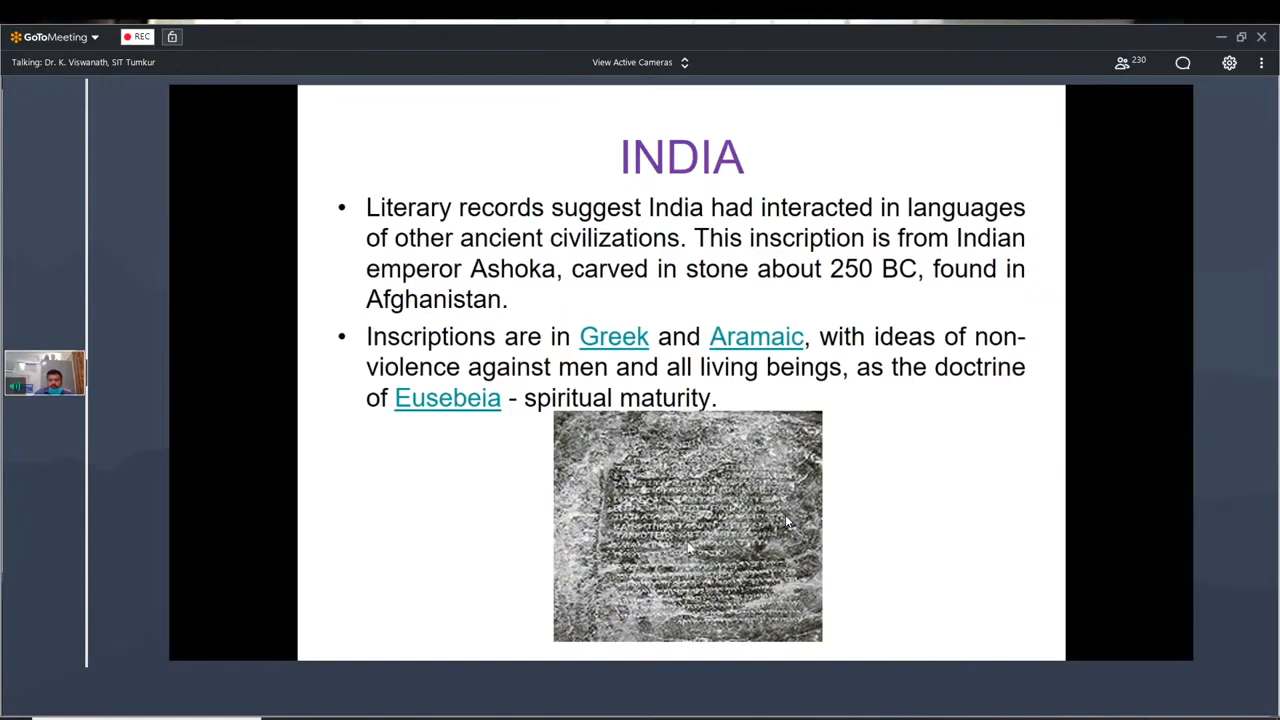 GoToMeeting
REC
Talking: Dr. K. Viswanath, SIT Tumkur
View Active Cameras
230
INDIA
• Literary records suggest India had interacted in languages
of other ancient civilizations. This inscription is from Indian
emperor Ashoka, carved in stone about 250 BC, found in
Afghanistan.
• Inscriptions are in Greek and Aramaic, with ideas of non-
violence against men and all living beings, as the doctrine
of Eusebeia - spiritual maturity.